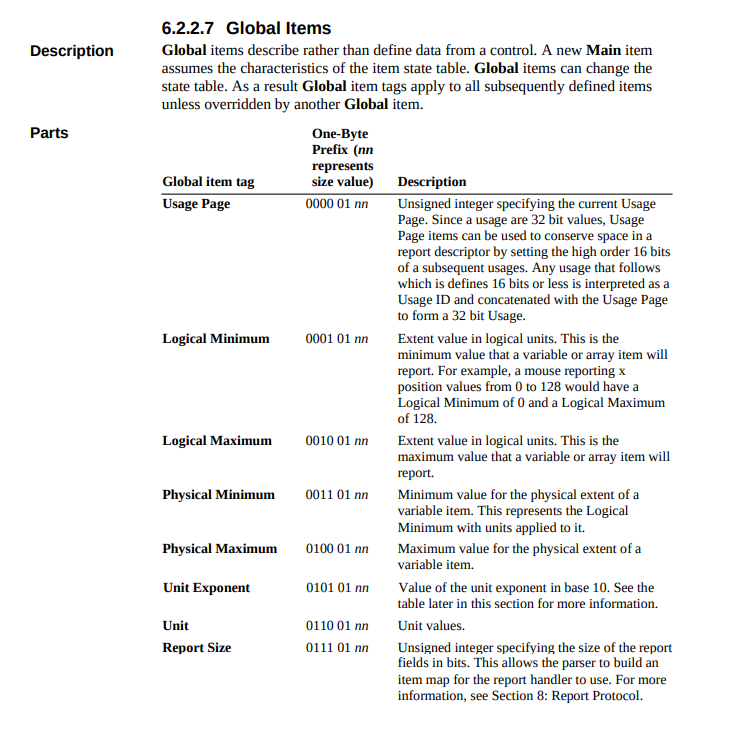 6.2.2.7 Global Items
Description
Global items describe rather than define data from a control. A new Main item
assumes the characteristics of the item state table. Global items can change the
state table. As a result Global item tags apply to all subsequently defined items
unless overridden by another Global item.
Parts
Global item tag
One-Byte
Prefix (nn
represents
size value)
Description
Usage Page
0000 01 nn
Unsigned integer specifying the current Usage
Page. Since a usage are 32 bit values, Usage
Page items can be used to conserve space in a
report descriptor by setting the high order 16 bits
of a subsequent usages. Any usage that follows
which is defines 16 bits or less is interpreted as a
Usage ID and concatenated with the Usage Page
to form a 32 bit Usage.
Logical Minimum
0001 01 nn
Extent value in logical units. This is the
minimum value that a variable or array item will
report. For example, a mouse reporting x
position values from 0 to 128 would have a
Logical Minimum of 0 and a Logical Maximum
of 128.
Logical Maximum
0010 01 nn
Extent value in logical units. This is the
maximum value that a variable or array item will
report.
Physical Minimum
0011 01 nn
Minimum value for the physical extent of a
variable item. This represents the Logical
Minimum with units applied to it.
Physical Maximum
0100 01 nn
Maximum value for the physical extent of a
variable item.
Unit Exponent
0101 01 nn
Value of the unit exponent in base 10. See the
table later in this section for more information.
Unit
0110 01 nn
Unit values.
Report Size
0111 01 nn
Unsigned integer specifying the size of the report
fields in bits. This allows the parser to build an
item map for the report handler to use. For more
information, see Section 8: Report Protocol.